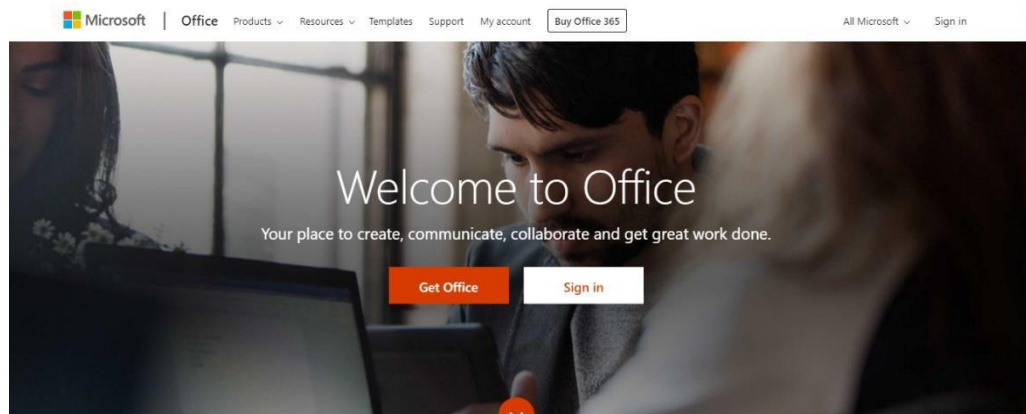 Microsoft Office Products Resources Templates Support My account Buy Office 365 All Microsoft Sign in
Welcome to Office
Your place to create, communicate, collaborate and get great work done.
Get Office Sign in